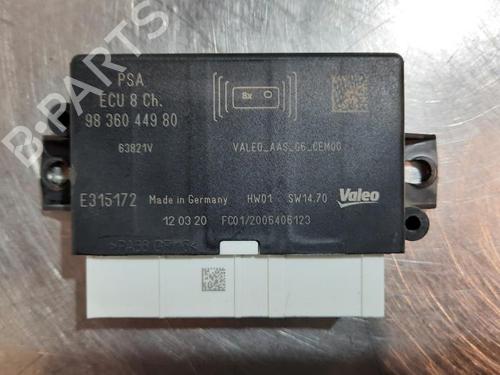 PSA
ECU 8 Ch.
98 360 449 80
8x
63821V
VALEO_AAS_G6_CEM00
E315172
Made in Germany
HW01
SW14.70
Valeo
12 03 20
FC01/2006406123
B-PARTS